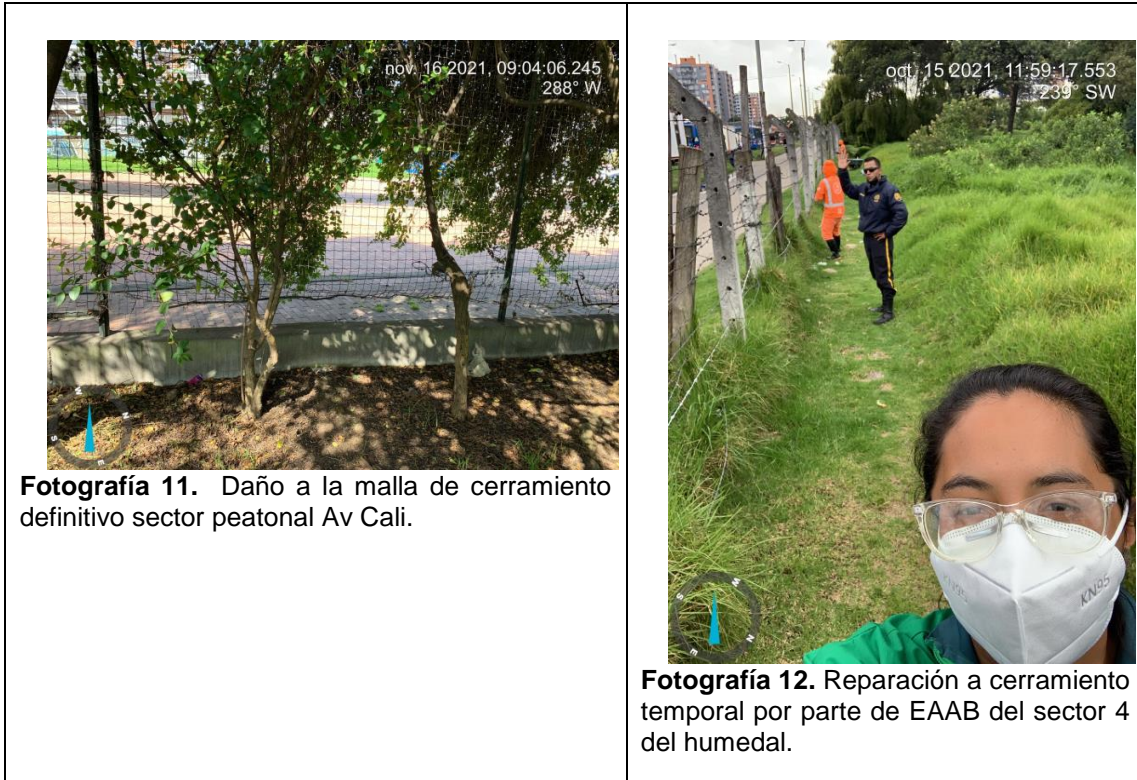 nov. 16 2021, 09:04:06.245
288° W
Fotografía 11. Daño a la malla de cerramiento
definitivo sector peatonal Av Cali.
oct. 15 2021, 11:59:17.553
239° SW
KN95
KN95
Fotografía 12. Reparación a cerramiento
temporal por parte de EAAB del sector 4
del humedal.